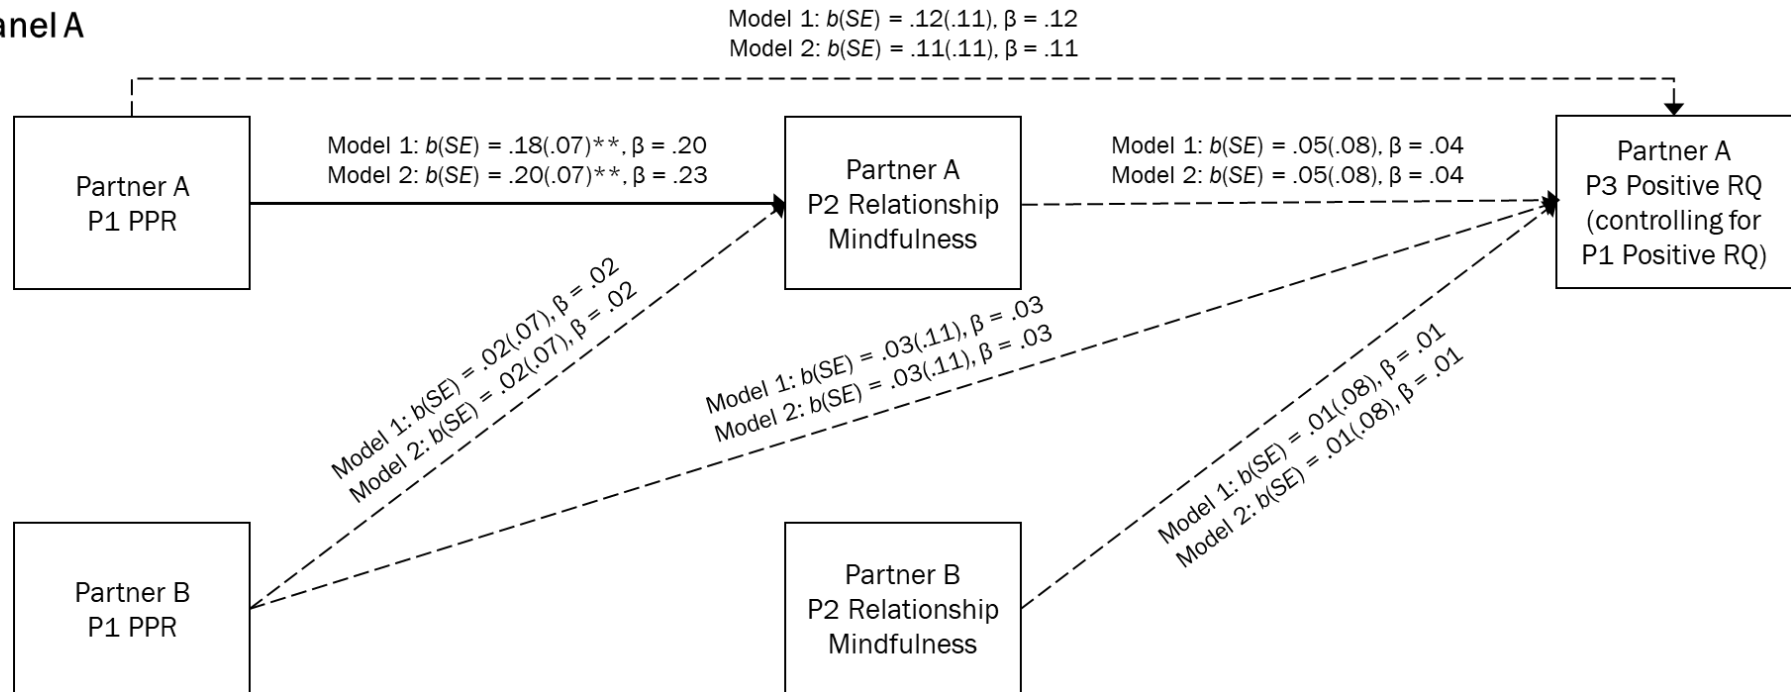 anel A
Model 1: b(SE) = .12(.11), β = .12
Model 2: b(SE) = .11(.11), β = .11
Partner A
P1 PPR
Model 1: b(SE) = .18(.07)**, β = .20
Model 2: b(SE) = .20(.07)**, β = .23
Partner A
P2 Relationship
Mindfulness
Model 1: b(SE) = .05(.08), β = .04
Model 2: b(SE) = .05(.08), β = .04
Partner A
P3 Positive RQ
(controlling for
P1 Positive RQ)
Model 1: b(SE) = .02(.07), β = .02
Model 2: b(SE) = .02(.07), β = .02
Model 1: b(SE) = .03(.11), β = .03
Model 2: b(SE) = .03(.11), β = .03
Model 1: b(SE) = .01(.08), β = .01
Model 2: b(SE) = .01(.08), β = .01
Partner B
P1 PPR
Partner B
P2 Relationship
Mindfulness